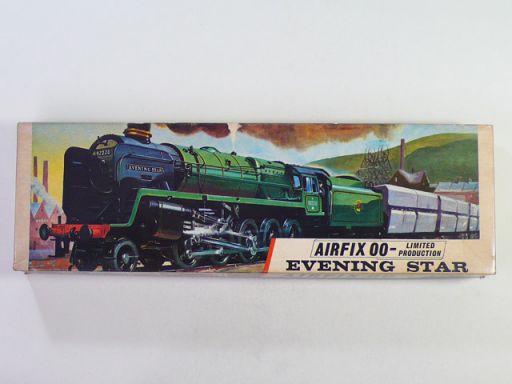 EVENING STAR
AIRFIX 00-
LIMITED
PRODUCTION
EVENING STAR